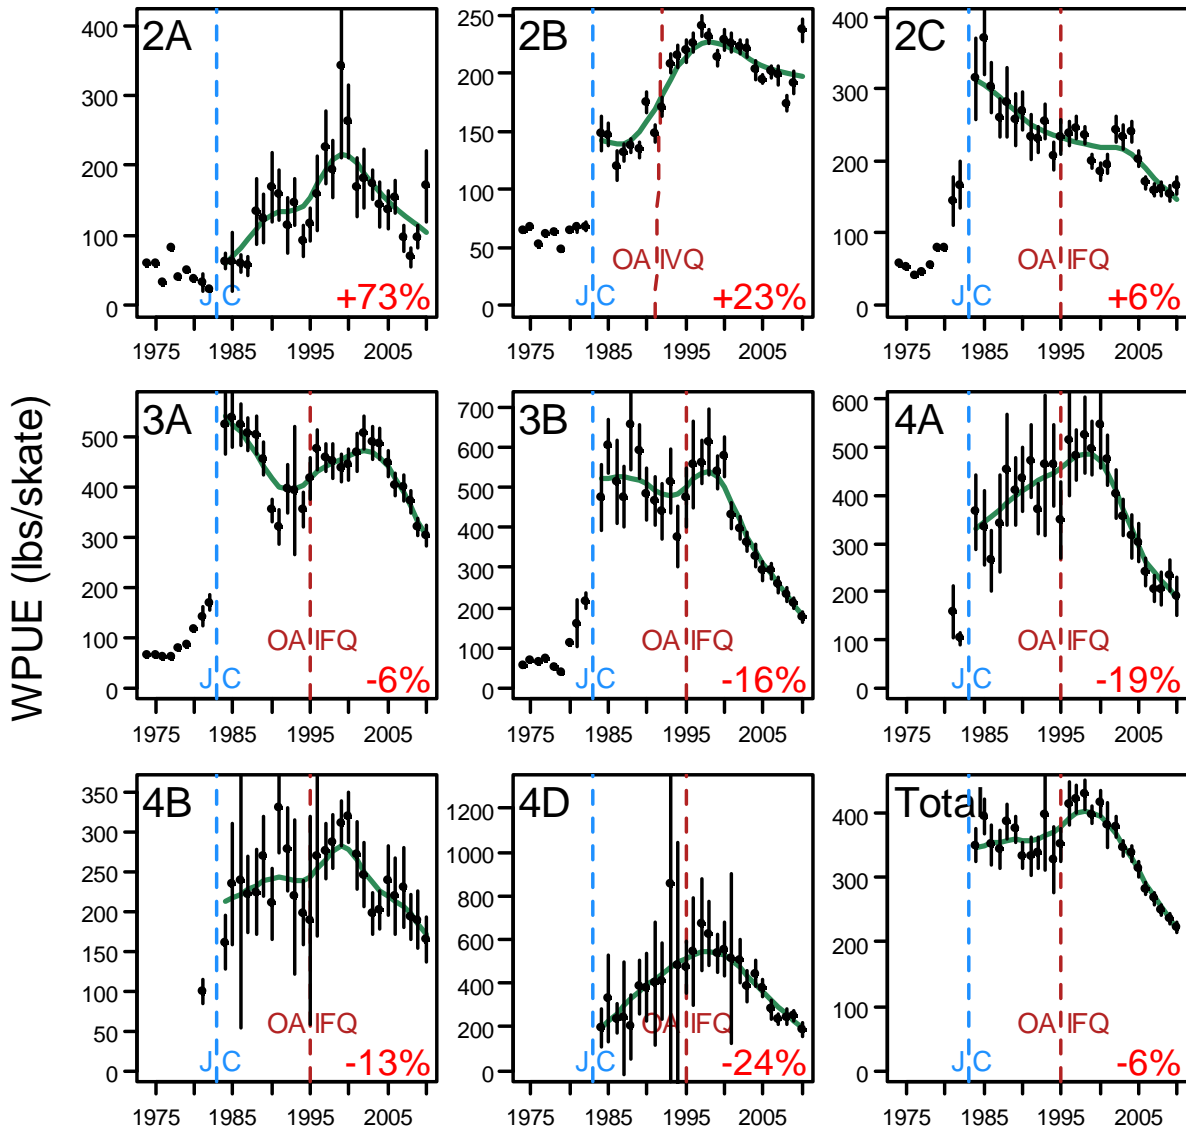 WPUE (lbs/skate)
2A
400
300
200
100
0
J C
+73%
1975 1985 1995 2005
2B
250
200
150
100
50
0
OA IVQ
J C
+23%
1975 1985 1995 2005
2C
400
300
200
100
0
OA IFQ
J C
+6%
1975 1985 1995 2005
3A
500
400
300
200
100
0
OA IFQ
J C
-6%
1975 1985 1995 2005
3B
700
600
500
400
300
200
100
0
OA IFQ
J C
-16%
1975 1985 1995 2005
4A
600
500
400
300
200
100
0
OA IFQ
J C
-19%
1975 1985 1995 2005
4B
350
300
250
200
150
100
50
0
OA IFQ
J C
-13%
1975 1985 1995 2005
4D
1200
1000
800
600
400
200
0
OA IFQ
J C
-24%
1975 1985 1995 2005
Total
400
300
200
100
0
OA IFQ
J C
-6%
1975 1985 1995 2005